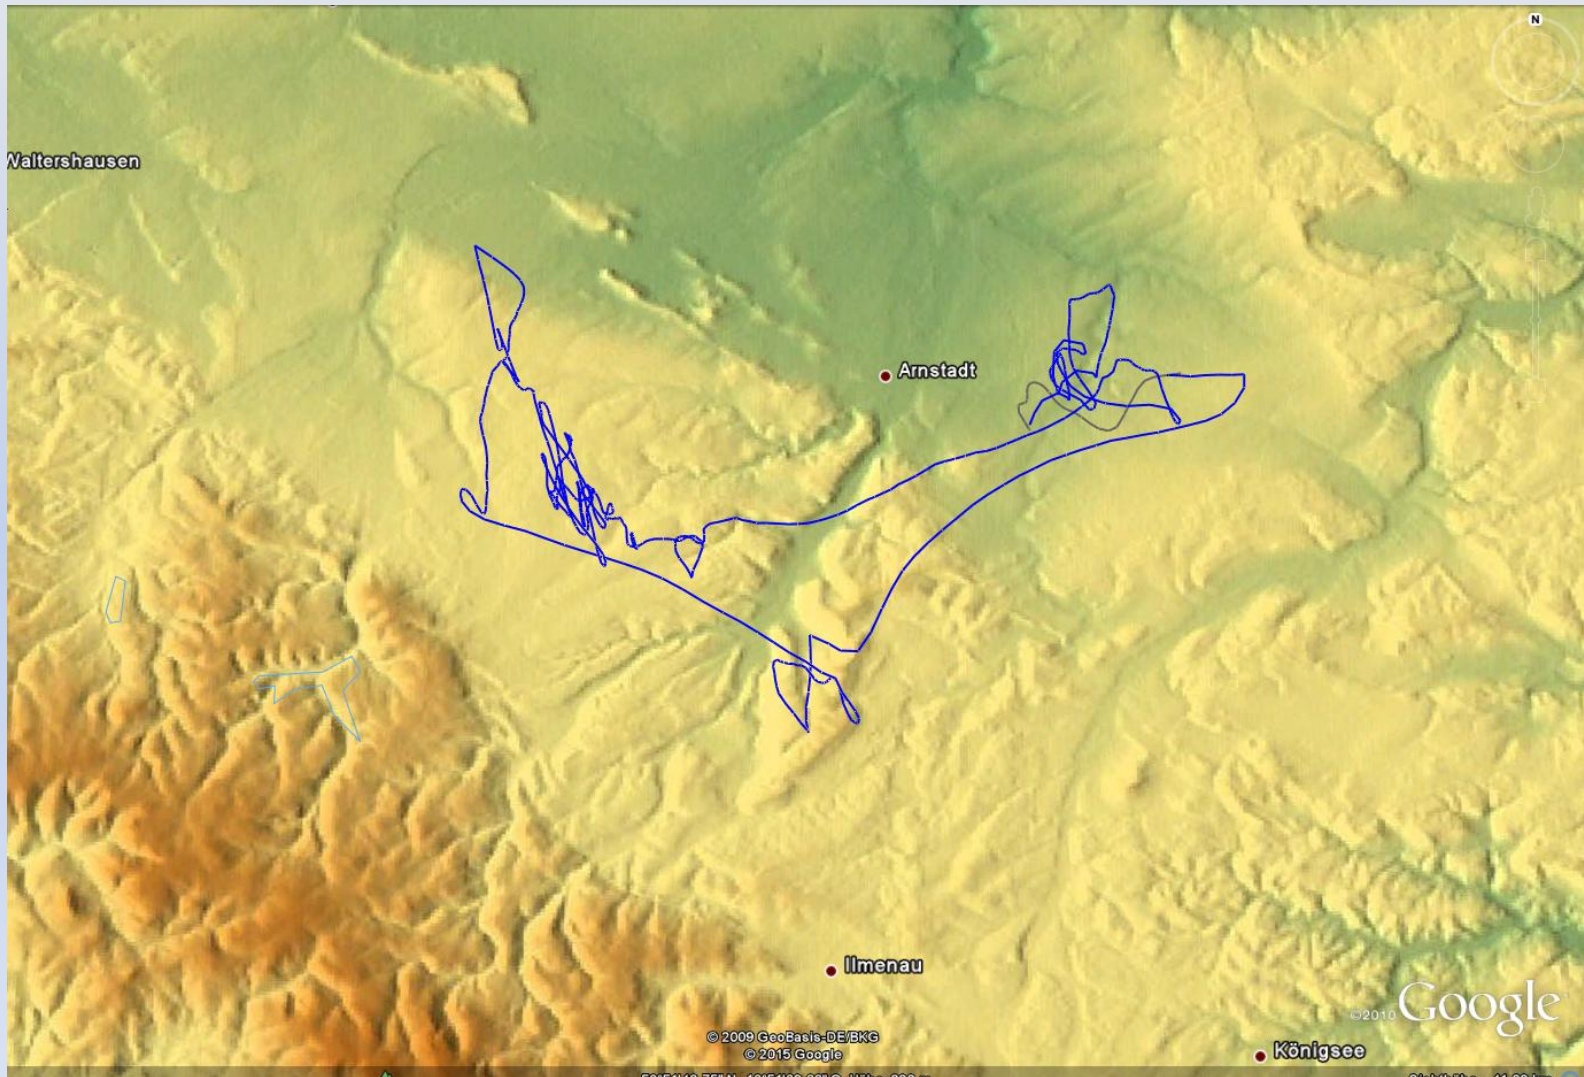 N
Waltershausen
Arnstadt
Ilmenau
©2010 Google
© 2009 GeoBasis-DE/BKG
© 2015 Google
Königsee